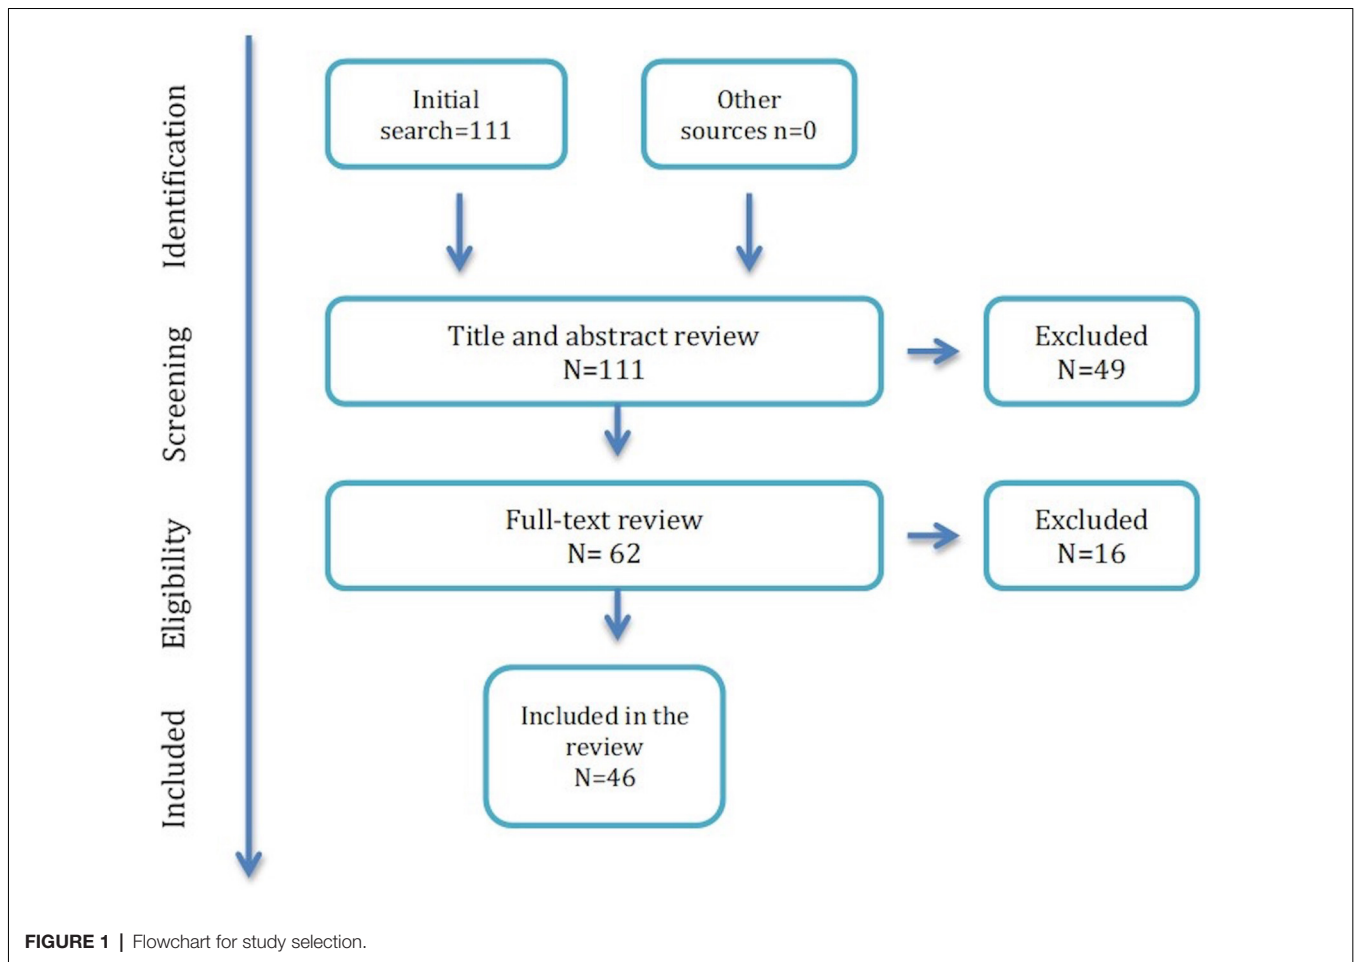 Identification
Initial
search=111
Other
sources n=0
Screening
Title and abstract review
N=111
Excluded
N=49
Eligibility
Full-text review
N= 62
Excluded
N=16
Included
Included in the
review
N=46
FIGURE 1 | Flowchart for study selection.